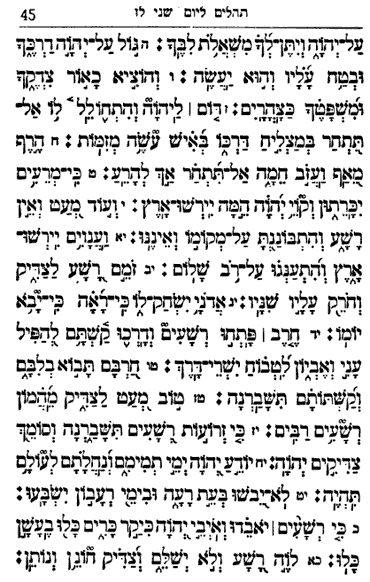 45 תהלים ליום שני לז
עַל־יְהוָֹה וְיִתֶּן־לְךָ מִשְׁאֲלֹת לִבֶּךָ׃ ה גּוֹל עַל־יְהוָֹה דַּרְכֶּךָ
וּבְטַח עָלָיו וְהוּא יַעֲשֶׂה׃ ו וְהוֹצִיא כָאוֹר צִדְקֶךָ
וּמִשְׁפָּטֶךָ כַּצָּהֳרָיִם׃ ז דּוֹם | לַיהוָֹה וְהִתְחוֹלֵל לוֹ אַל־
תִּתְחַר בְּמַצְלִיחַ דַּרְכּוֹ בְּאִישׁ עֹשֶׂה מְזִמּוֹת׃ ח הֶרֶף
מֵאַף וַעֲזֹב חֵמָה אַל־תִּתְחַר אַךְ לְהָרֵעַ׃ ט כִּי־מְרֵעִים
יִכָּרֵתוּן וְקֹוֵי יְהוָֹה הֵמָּה יִירְשׁוּ־אָרֶץ׃ י וְעוֹד מְעַט וְאֵין
רָשָׁע וְהִתְבּוֹנַנְתָּ עַל־מְקוֹמוֹ וְאֵינֶנּוּ׃ יא וַעֲנָוִים יִירְשׁוּ־
אָרֶץ וְהִתְעַנְּגוּ עַל־רֹב שָׁלוֹם׃ יב זֹמֵם רָשָׁע לַצַּדִּיק
וְחֹרֵק עָלָיו שִׁנָּיו׃ יג אֲדֹנָי יִשְׂחַק־לוֹ כִּי־רָאָה כִּי־יָבֹא
יוֹמוֹ׃ יד חֶרֶב | פָּתְחוּ רְשָׁעִים וְדָרְכוּ קַשְׁתָּם לְהַפִּיל
עָנִי וְאֶבְיוֹן לִטְבוֹחַ יִשְׁרֵי־דָרֶךְ׃ טו חַרְבָּם תָּבוֹא בְלִבָּם
וְקַשְּׁתוֹתָם תִּשָּׁבַרְנָה׃ טז טוֹב מְעַט לַצַּדִּיק מֵהֲמוֹן
רְשָׁעִים רַבִּים׃ יז כִּי זְרוֹעוֹת רְשָׁעִים תִּשָּׁבַרְנָה וְסוֹמֵךְ
צַדִּיקִים יְהוָֹה׃ יח יוֹדֵעַ יְהוָֹה יְמֵי תְמִימִם וְנַחֲלָתָם לְעוֹלָם
תִּהְיֶה׃ יט לֹא־יֵבֹשׁוּ בְּעֵת רָעָה וּבִימֵי רְעָבוֹן יִשְׂבָּעוּ׃
כ כִּי רְשָׁעִים | יֹאבֵדוּ וְאֹיְבֵי יְהוָֹה כִּיקַר כָּרִים כָּלוּ בֶעָשָׁן
כָּלוּ׃ כא לֹוֶה רָשָׁע וְלֹא יְשַׁלֵּם וְצַדִּיק חוֹנֵן וְנוֹתֵן׃